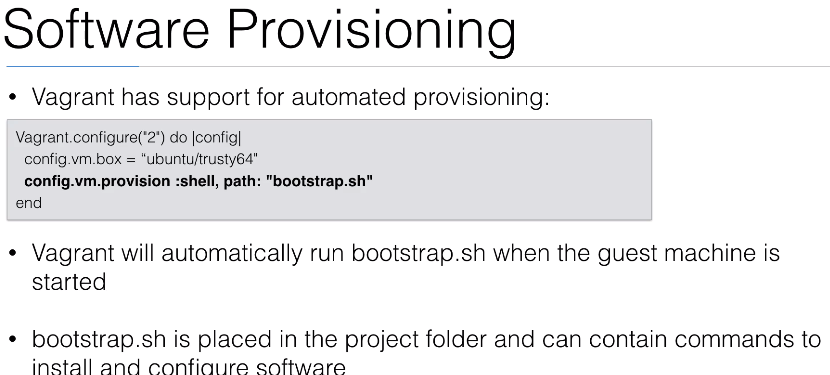 Software Provisioning
• Vagrant has support for automated provisioning:
Vagrant.configure("2") do |config|
config.vm.box = "ubuntu/trusty64"
config.vm.provision :shell, path: "bootstrap.sh"
end
• Vagrant will automatically run bootstrap.sh when the guest machine is
started
• bootstrap.sh is placed in the project folder and can contain commands to
install and configure software